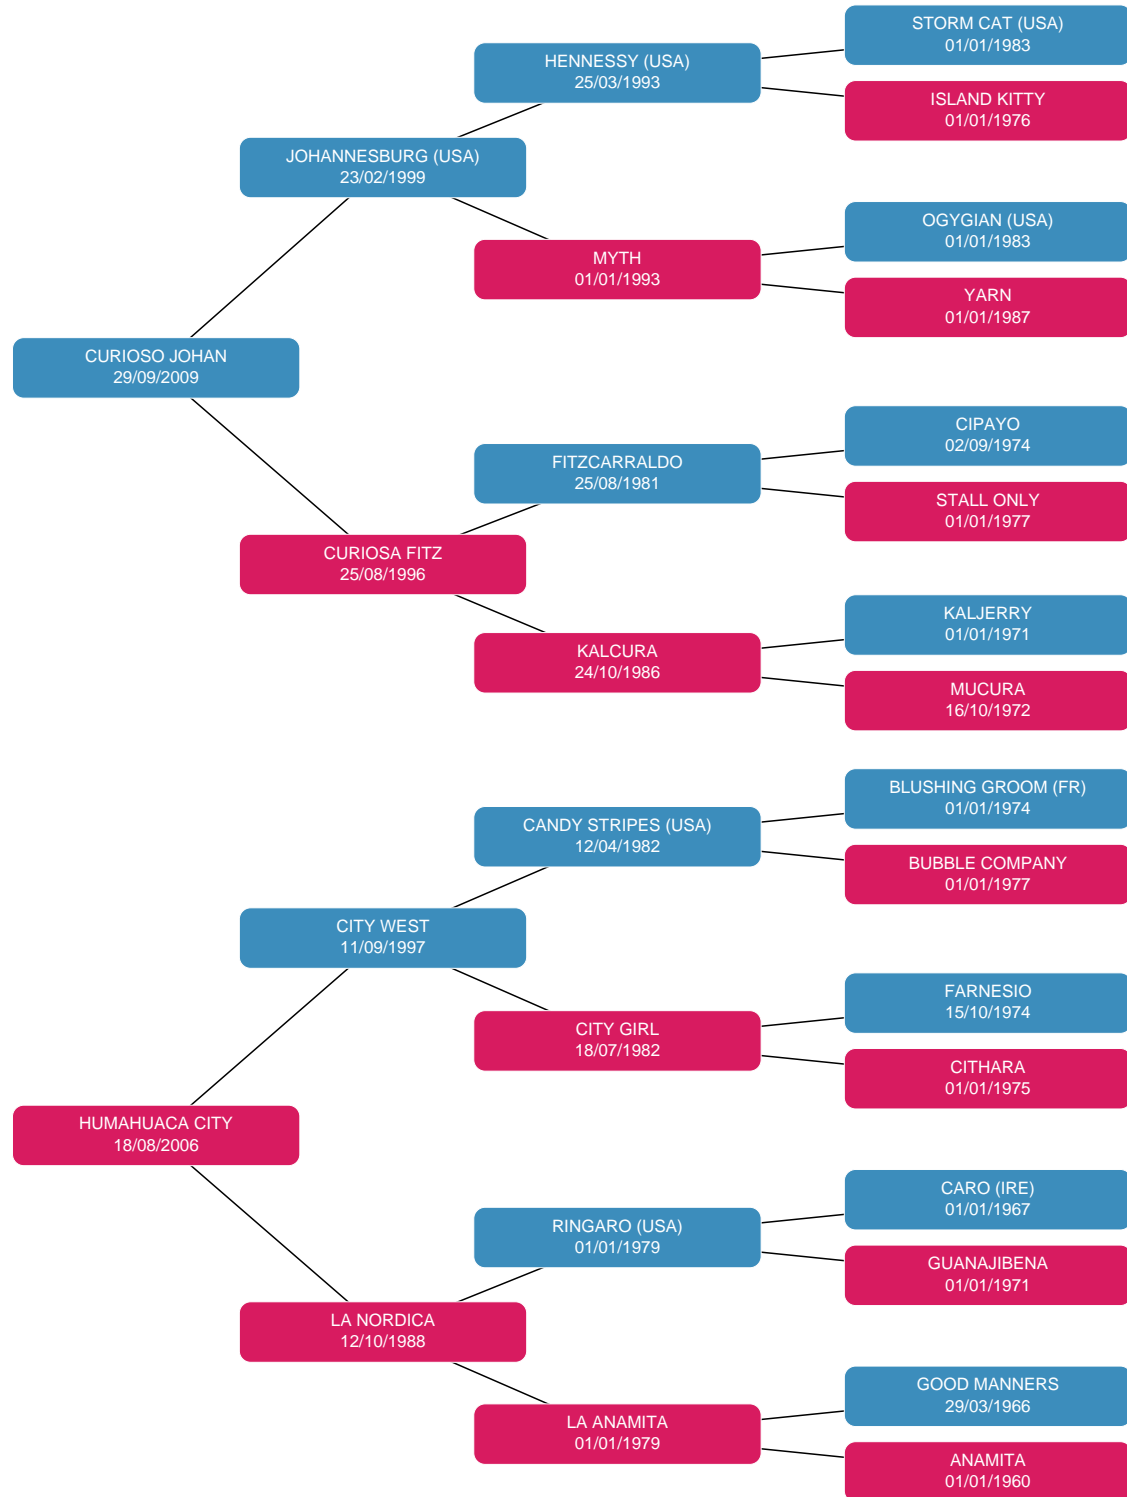 STORM CAT (USA)
01/01/1983
HENNESSY (USA)
25/03/1993
ISLAND KITTY
01/01/1976
JOHANNESBURG (USA)
23/02/1999
OGYGIAN (USA)
01/01/1983
MYTH
01/01/1993
YARN
01/01/1987
CURIOSO JOHAN
29/09/2009
CIPAYO
02/09/1974
FITZCARRALDO
25/08/1981
STALL ONLY
01/01/1977
CURIOSA FITZ
25/08/1996
KALJERRY
01/01/1971
KALCURA
24/10/1986
MUCURA
16/10/1972
BLUSHING GROOM (FR)
01/01/1974
CANDY STRIPES (USA)
12/04/1982
BUBBLE COMPANY
01/01/1977
CITY WEST
11/09/1997
FARNESIO
15/10/1974
CITY GIRL
18/07/1982
CITHARA
01/01/1975
HUMAHUACA CITY
18/08/2006
CARO (IRE)
01/01/1967
RINGARO (USA)
01/01/1979
GUANAJIBENA
01/01/1971
LA NORDICA
12/10/1988
GOOD MANNERS
29/03/1966
LA ANAMITA
01/01/1979
ANAMITA
01/01/1960